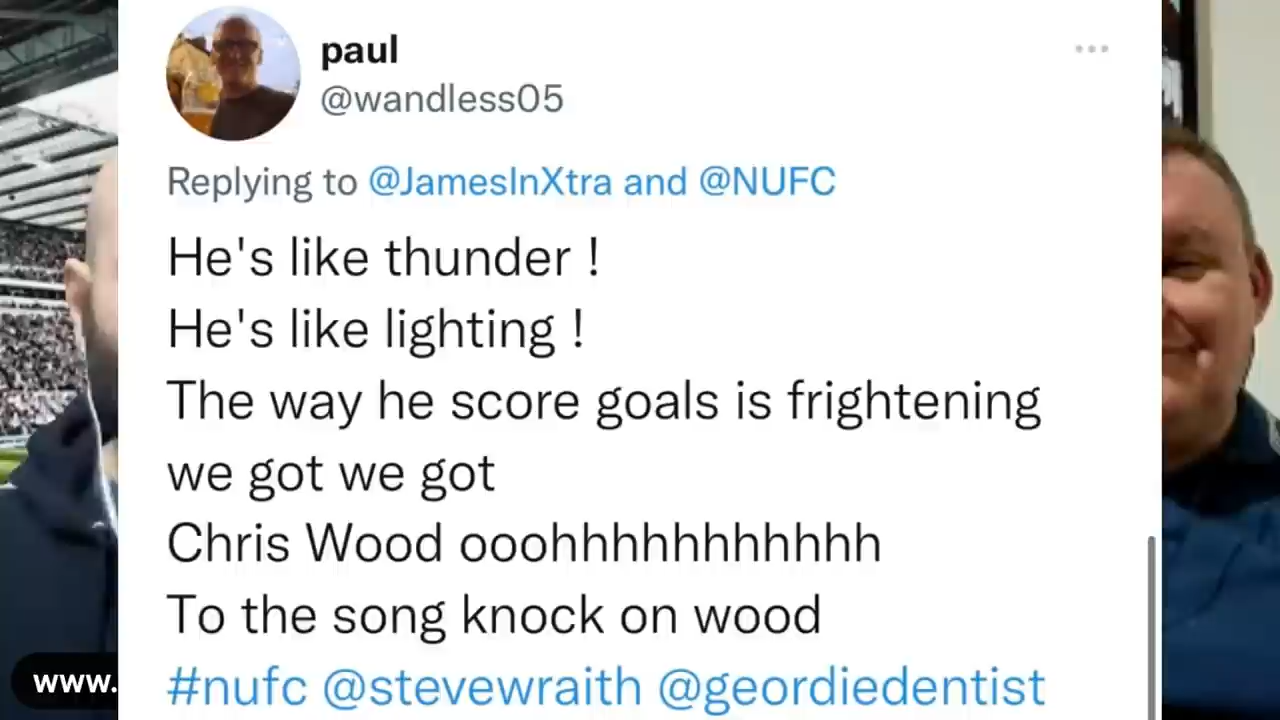 paul
@wandless05
Replying to @JamesInXtra and @NUFC
He's like thunder !
He's like lighting !
The way he score goals is frightening
we got we got
Chris Wood ooohhhhhhhhhhhh
To the song knock on wood
#nufc @stevewraith @geordiedentist
www.